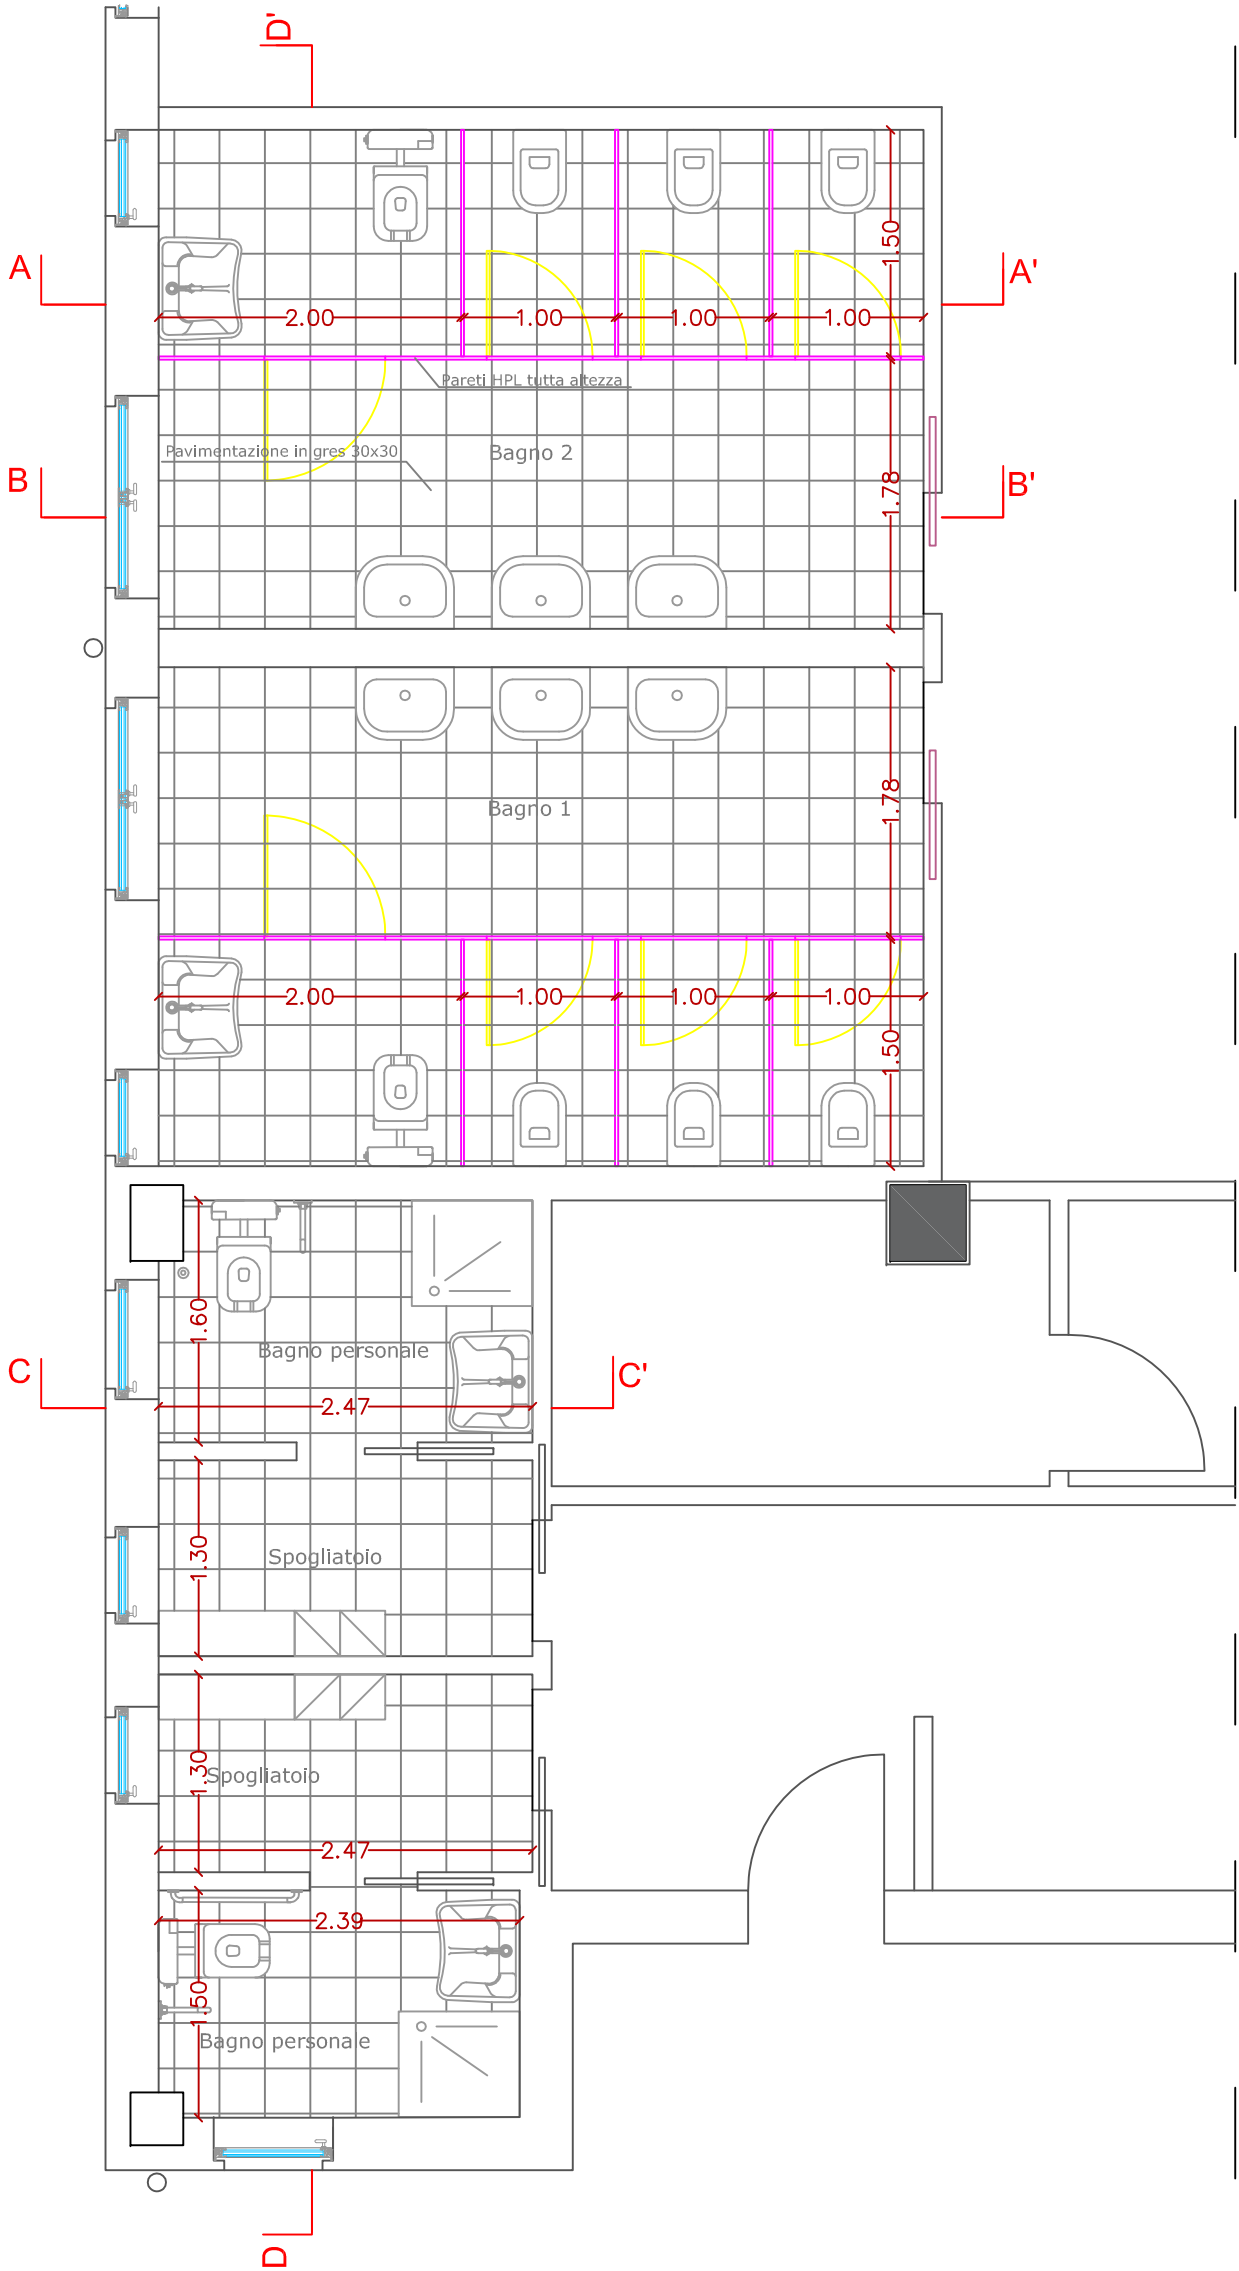 D'
A
A'
1.50
2.00
1.00
1.00
1.00
Pareti HPL tutta altezza
Pavimentazione in gres 30x30
Bagno 2
B
B'
1.78
1.78
Bagno 1
2.00
1.00
1.00
1.00
1.50
1.60
Bagno personale
C
C'
2.47
1.30
Spogliatoio
1.30
Spogliatoio
2.47
2.39
1.50
Bagno personale
D